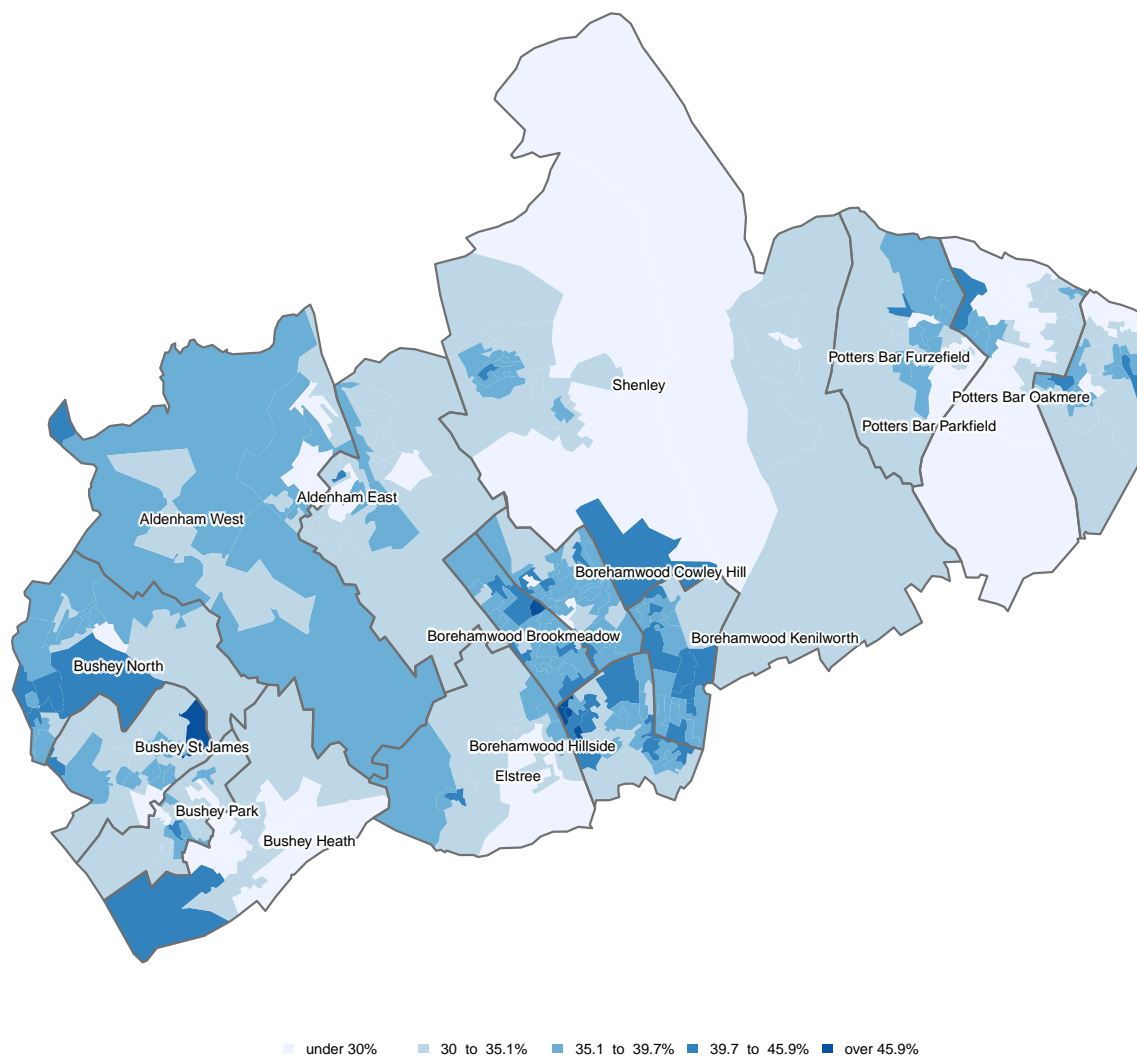 Potters Bar Furzefield
Shenley
Potters Bar Oakmere
Potters Bar Parkfield
Aldenham East
Aldenham West
Borehamwood Cowley Hill
Borehamwood Brookmeadow
Borehamwood Kenilworth
Bushey North
Bushey St James
Borehamwood Hillside
Elstree
Bushey Park
Bushey Heath
under 30% 30 to 35.1% 35.1 to 39.7% 39.7 to 45.9% over 45.9%